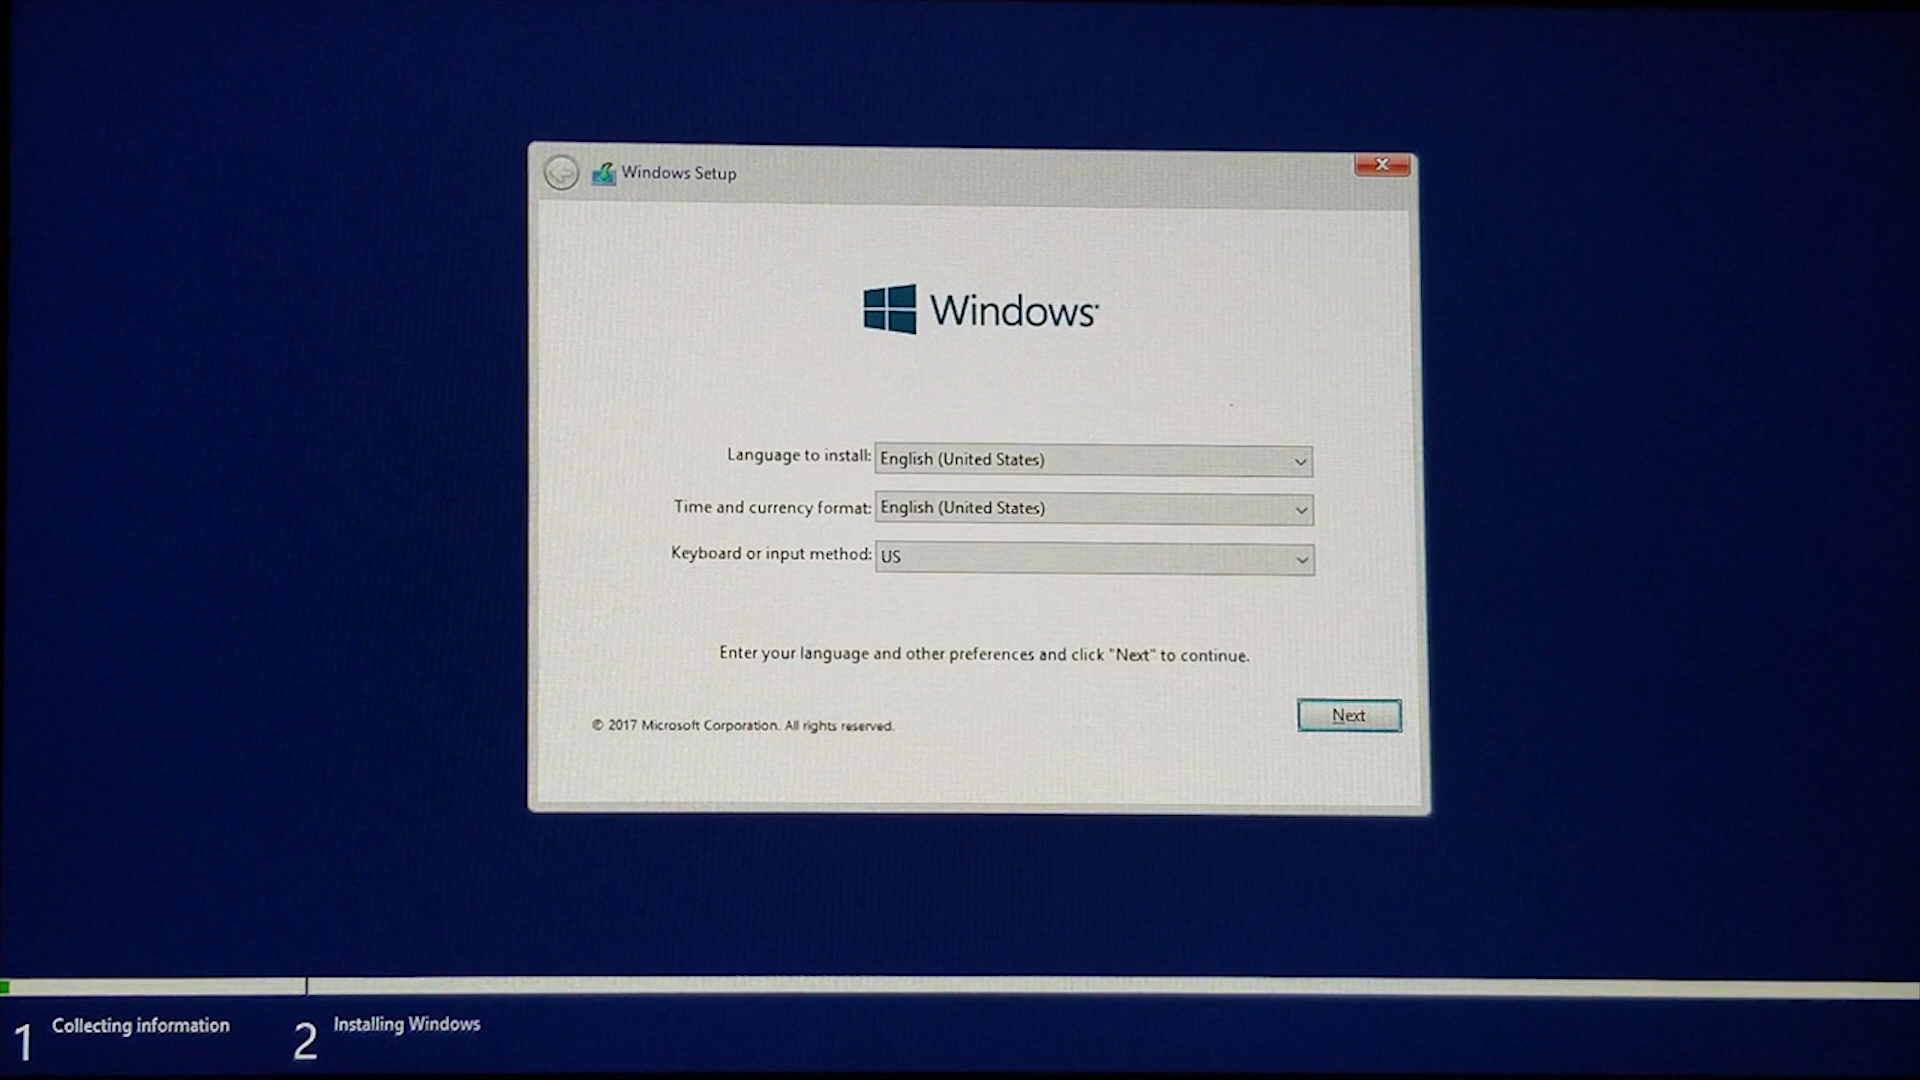 Windows Setup
Windows
Language to install: English (United States)
Time and currency format: English (United States)
Keyboard or input method: US
Enter your language and other preferences and click "Next" to continue.
© 2017 Microsoft Corporation. All rights reserved.
Next
1 Collecting information
2 Installing Windows